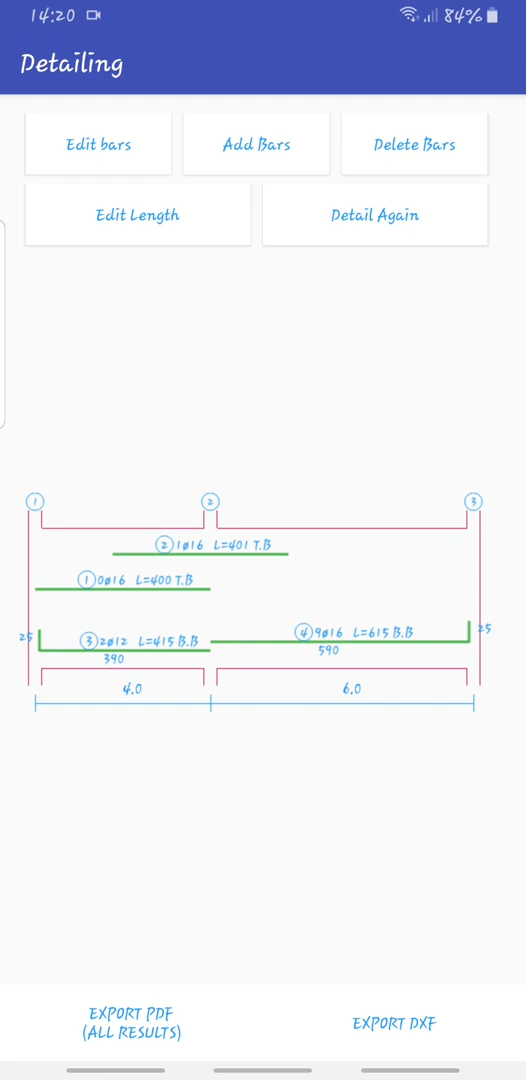 14:20 84%
Detailing
Edit bars Add Bars Delete Bars
Edit Length Detail Again
1 2 3
2 1ø16 L=401 T.B
1 0ø16 L=400 T.B
25 3 2ø12 L=415 B.B 4 9ø16 L=615 B.B 25
390 590
4.0 6.0
EXPORT PDF
(ALL RESULTS)
EXPORT DXF